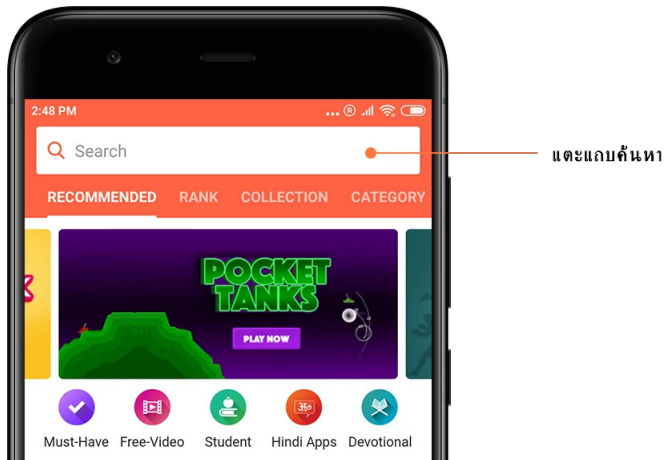 2:48 PM
Search
แตะแถบค้นหา
RECOMMENDED RANK COLLECTION CATEGORY
POCKET
TANKS
PLAY NOW
Must-Have Free-Video Student Hindi Apps Devotional